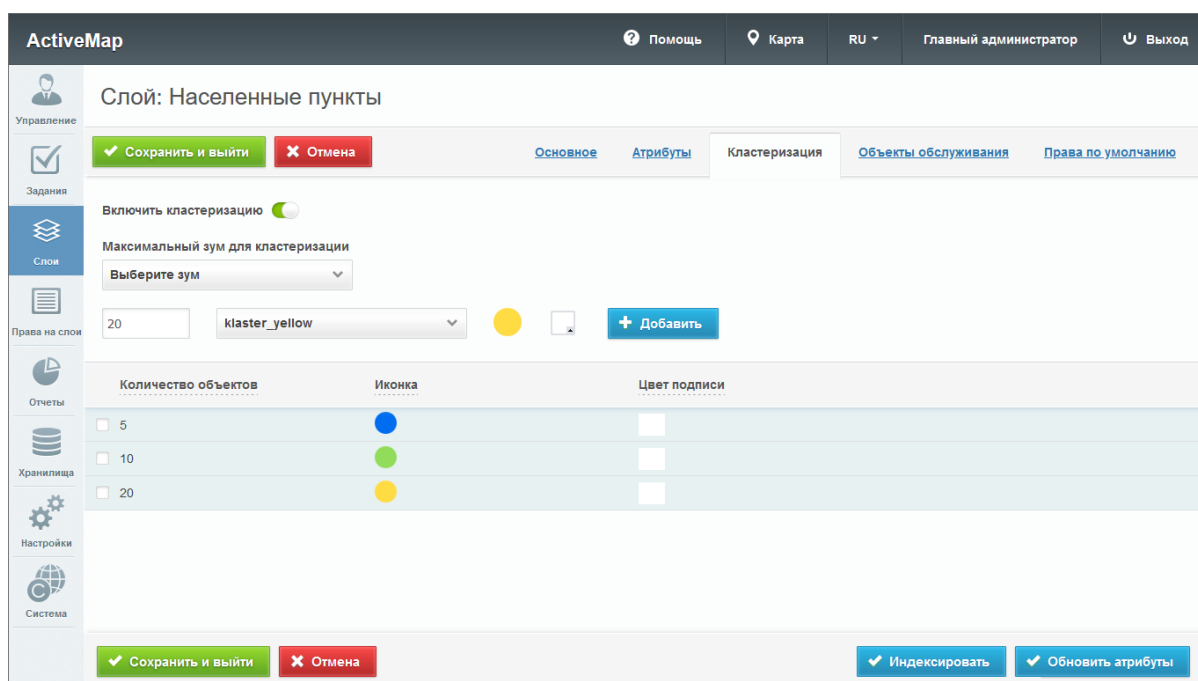 ActiveMap
Помощь
Карта
RU
Главный администратор
Выход
Управление
Задания
Слои
Права на слои
Отчеты
Хранилища
Настройки
Система
Слой: Населенные пункты
Сохранить и выйти
Отмена
Основное
Атрибуты
Кластеризация
Объекты обслуживания
Права по умолчанию
Включить кластеризацию
Максимальный зум для кластеризации
Выберите зум
20
klaster_yellow
Добавить
Количество объектов
Иконка
Цвет подписи
5
10
20
Сохранить и выйти
Отмена
Индексировать
Обновить атрибуты